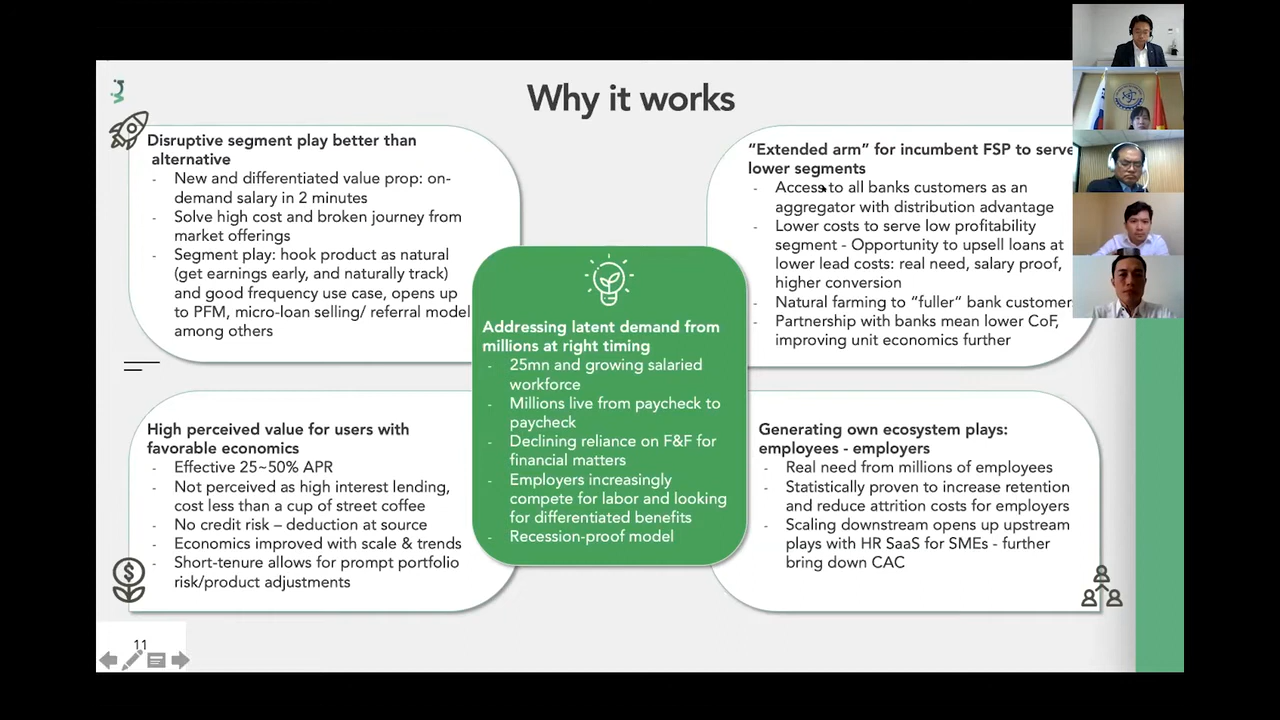 Why it works
Disruptive segment play better than
alternative
- New and differentiated value prop: on-
demand salary in 2 minutes
- Solve high cost and broken journey from
market offerings
- Segment play: hook product as natural
(get earnings early, and naturally track)
and good frequency use case, opens up
to PFM, micro-loan selling/ referral model
among others
“Extended arm” for incumbent FSP to serve
lower segments
- Access to all banks customers as an
aggregator with distribution advantage
- Lower costs to serve low profitability
segment - Opportunity to upsell loans at
lower lead costs: real need, salary proof,
higher conversion
- Natural farming to “fuller“ bank customer
- Partnership with banks mean lower CoF,
improving unit economics further
Addressing latent demand from
millions at right timing
- 25mn and growing salaried
workforce
- Millions live from paycheck to
paycheck
- Declining reliance on F&F for
financial matters
- Employers increasingly
compete for labor and looking
for differentiated benefits
- Recession-proof model
High perceived value for users with
favorable economics
- Effective 25~50% APR
- Not perceived as high interest lending,
cost less than a cup of street coffee
- No credit risk – deduction at source
- Economics improved with scale & trends
- Short-tenure allows for prompt portfolio
risk/product adjustments
Generating own ecosystem plays:
employees - employers
- Real need from millions of employees
- Statistically proven to increase retention
and reduce attrition costs for employers
- Scaling downstream opens up upstream
plays with HR SaaS for SMEs - further
bring down CAC
11